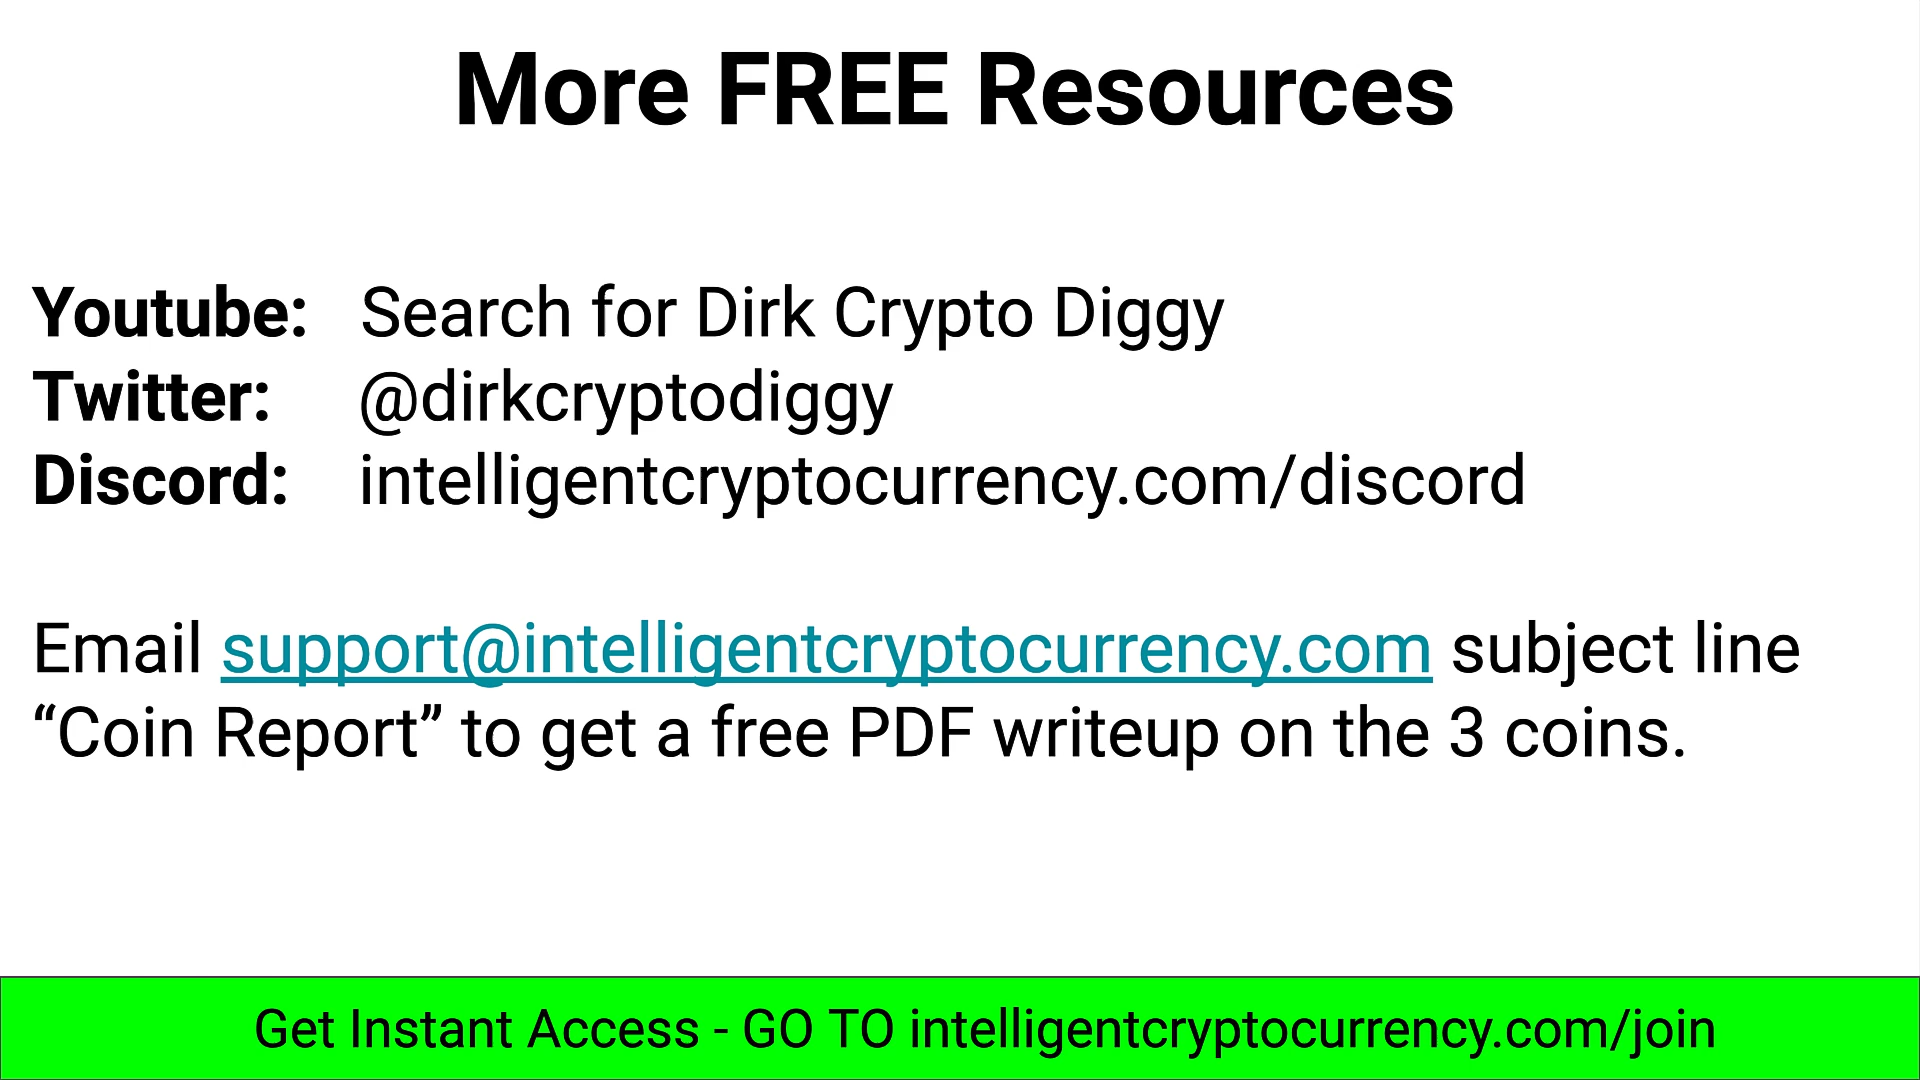 More FREE Resources
Youtube: Search for Dirk Crypto Diggy
Twitter: @dirkcryptodiggy
Discord: intelligentcryptocurrency.com/discord
Email support@intelligentcryptocurrency.com subject line
“Coin Report” to get a free PDF writeup on the 3 coins.
Get Instant Access - GO TO intelligentcryptocurrency.com/join